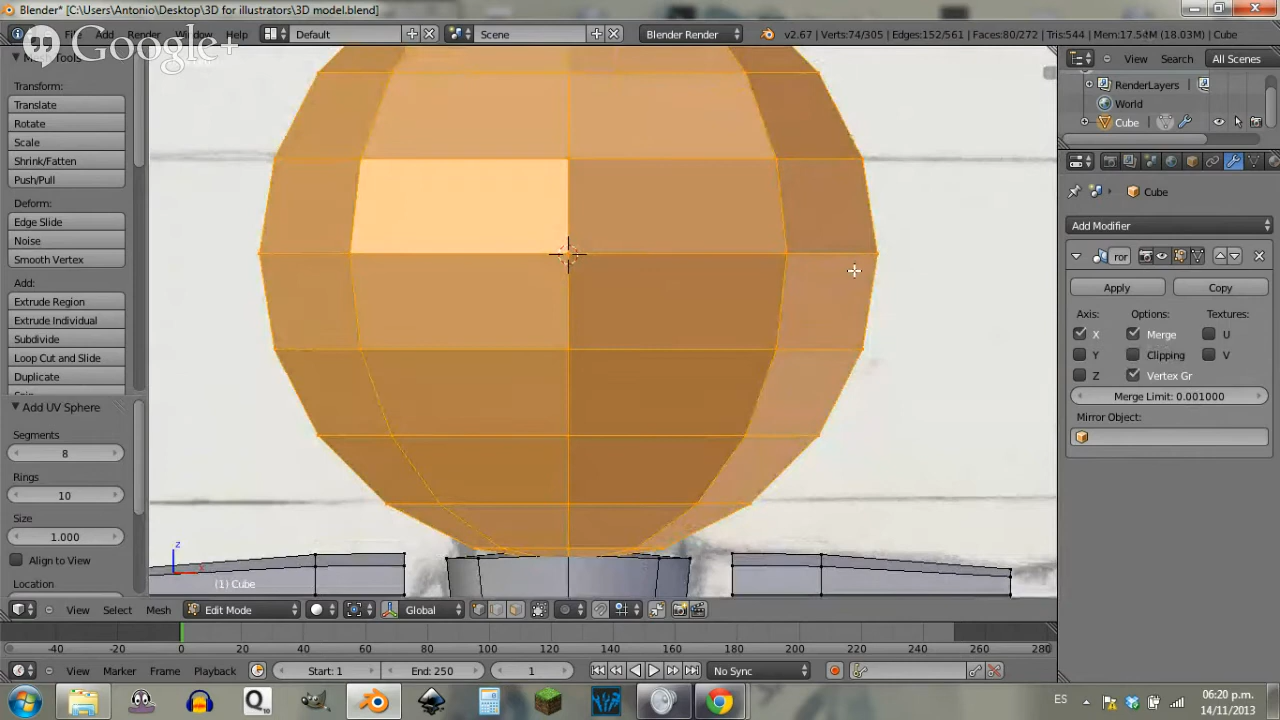 Blender* [C:\Users\Antonio\Desktop\3D for illustrators\3D model.blend]
File Add Render Window Help
Default
Scene
Blender Render
v2.67 | Verts:74/305 | Edges:152/561 | Faces:80/272 | Tris:544 | Mem:17.54M (18.03M) | Cube
Google+
Mesh Tools
Transform:
Translate
Rotate
Scale
Shrink/Fatten
Push/Pull
Deform:
Edge Slide
Noise
Smooth Vertex
Add:
Extrude Region
Extrude Individual
Subdivide
Loop Cut and Slide
Duplicate
Add UV Sphere
Segments
8
Rings
10
Size
1.000
Align to View
Location
z
(1) Cube
View Search All Scenes
RenderLayers
World
Cube
Cube
Add Modifier
ror
Apply Copy
Axis: Options: Textures:
X Merge U
Y Clipping V
Z Vertex Gr
Merge Limit: 0.001000
Mirror Object:
View Select Mesh Edit Mode Global
-40 -20 0 20 40 60 80 100 120 140 160 180 200 220 240 260 280
View Marker Frame Playback Start: 1 End: 250 1 No Sync
ES
06:20 p.m.
14/11/2013